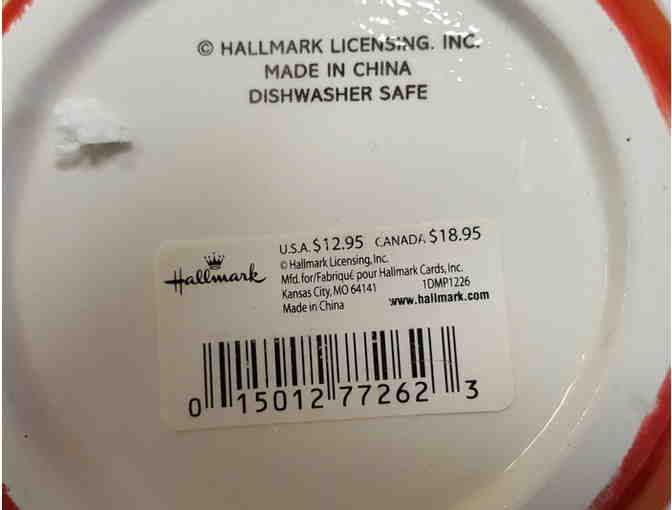 © HALLMARK LICENSING. INC.
MADE IN CHINA
DISHWASHER SAFE
Hallmark
U.S.A. $12.95 CANADA $18.95
© Hallmark Licensing, Inc.
Mfd. for/Fabriqué pour Hallmark Cards, Inc.
Kansas City, MO 64141 1DMP1226
Made in China www.hallmark.com
0 15012 77262 3